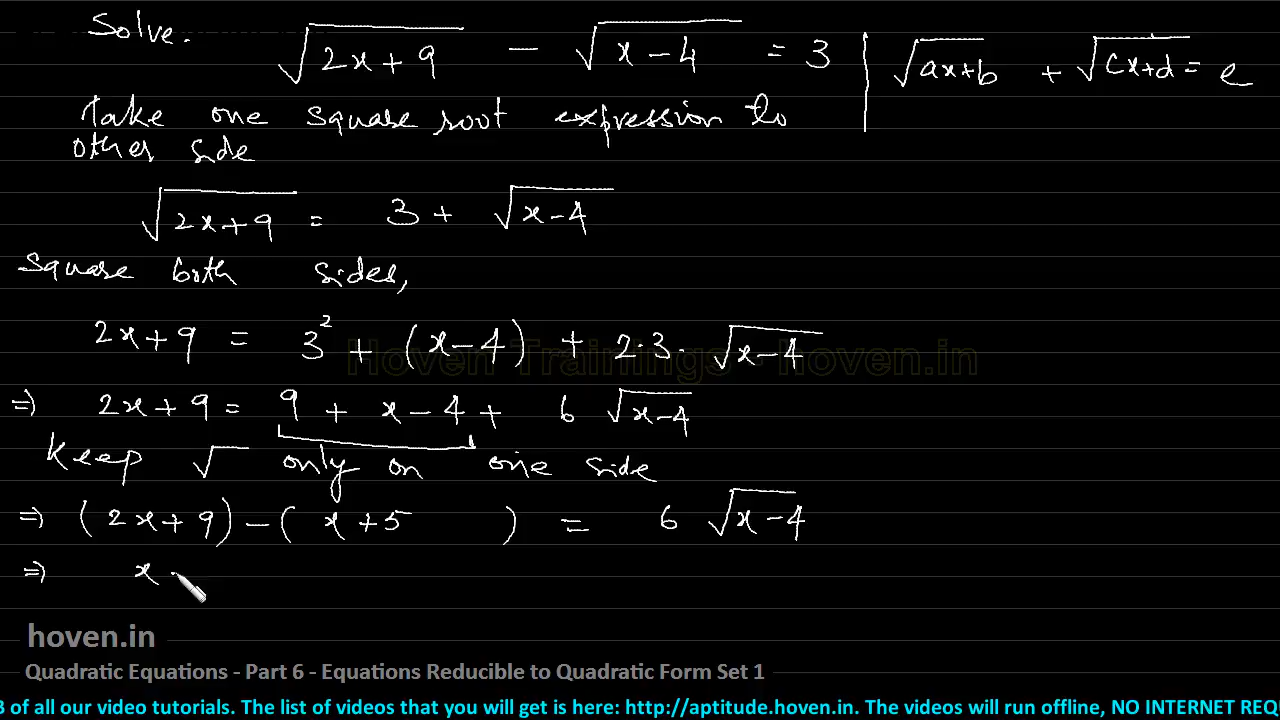 Solve. √(2x+9) − √(x−4) = 3 | √(ax+b) + √(cx+d) = e
Take one square root expression to
other side
√(2x+9) = 3 + √(x−4)
Square both sides,
2x+9 = 3² + (x−4) + 2·3·√(x−4)
Hoven Trainings - hoven.in
⇒ 2x+9 = 9 + x−4 + 6 √(x−4)
Keep √ only on one side
⇒ (2x+9) − (x+5) = 6 √(x−4)
⇒ x
hoven.in
Quadratic Equations - Part 6 - Equations Reducible to Quadratic Form Set 1
of all our video tutorials. The list of videos that you will get is here: http://aptitude.hoven.in. The videos will run offline, NO INTERNET REQ